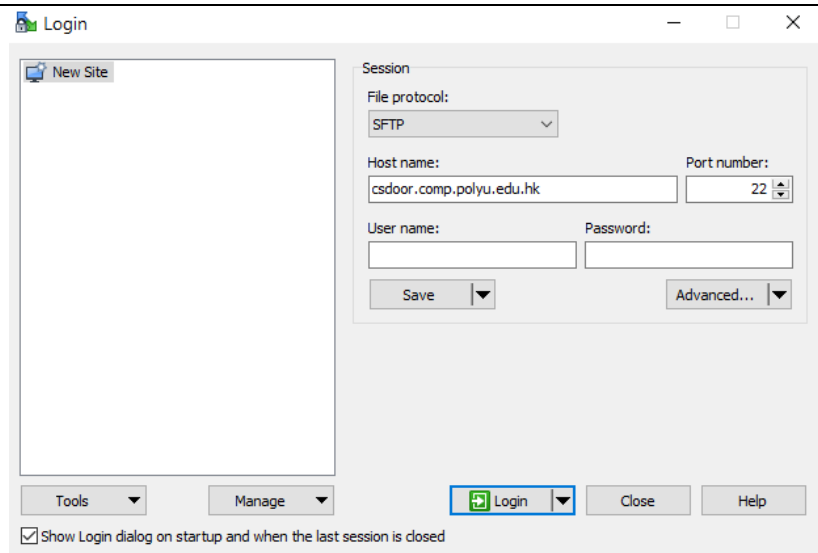 Login
New Site
Session
File protocol:
SFTP
Host name:
Port number:
csdoor.comp.polyu.edu.hk
22
User name:
Password:
Save
Advanced...
Tools
Manage
Login
Close
Help
Show Login dialog on startup and when the last session is closed